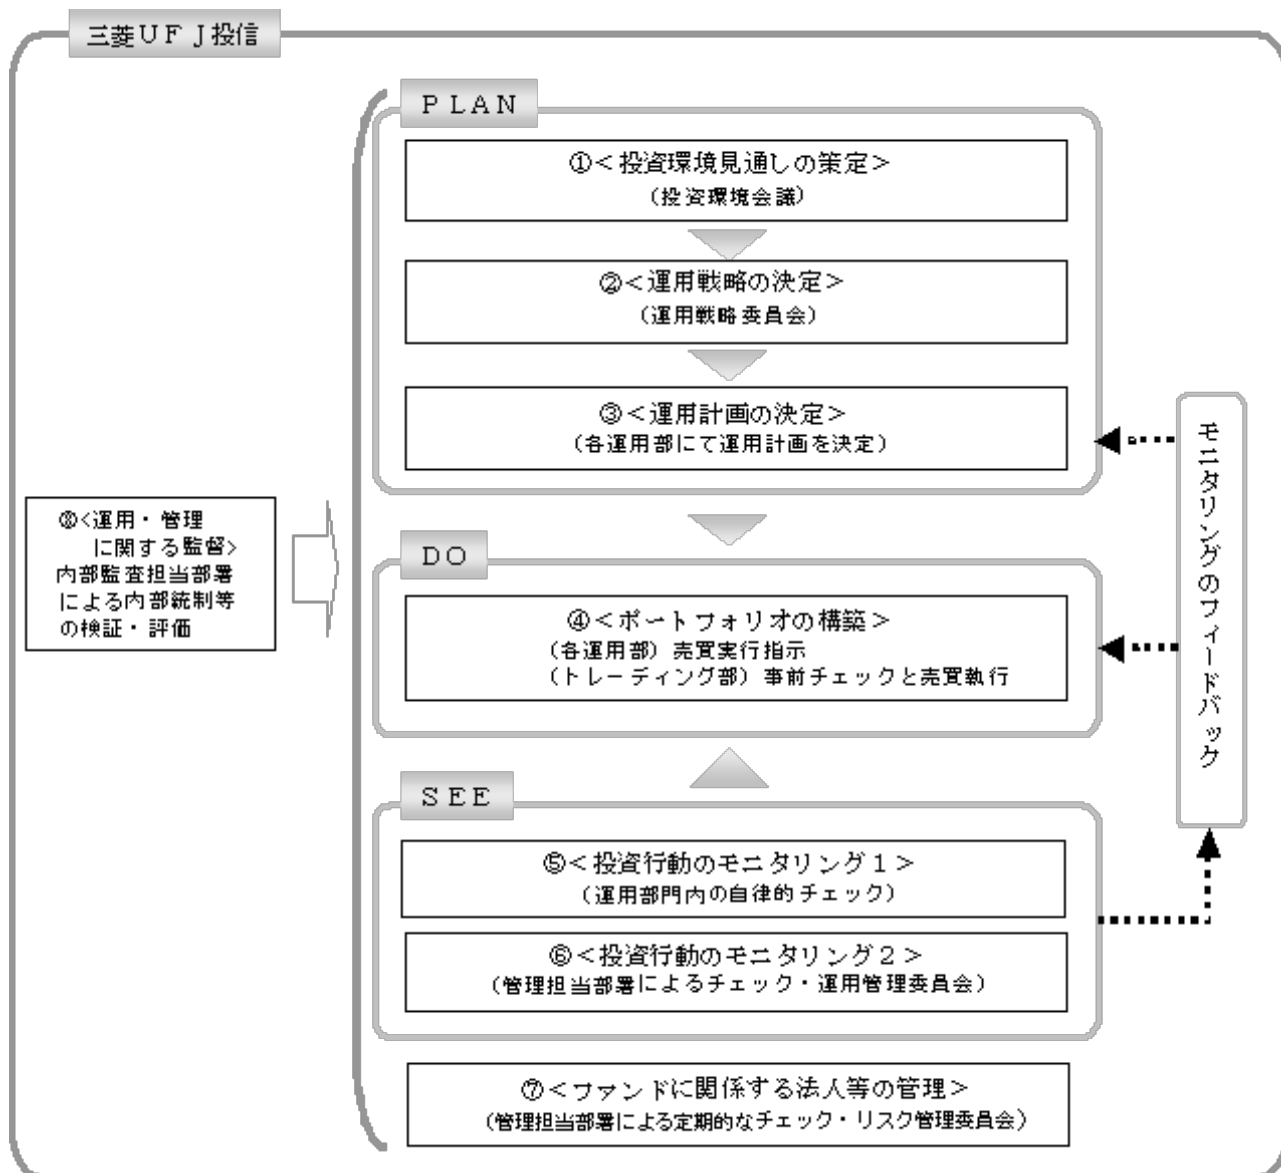 三菱UFJ投信
PLAN
①<投資環境見通しの策定>
(投資環境会議)
②<運用戦略の決定>
(運用戦略委員会)
③<運用計画の決定>
(各運用部にて運用計画を決定)
モニタリングのフィードバック
⑧<運用・管理
に関する監督>
内部監査担当部署
による内部統制等
の検証・評価
DO
④<ポートフォリオの構築>
(各運用部) 売買実行指示
(トレーディング部) 事前チェックと売買執行
SEE
⑤<投資行動のモニタリング1>
(運用部門内の自律的チェック)
⑥<投資行動のモニタリング2>
(管理担当部署によるチェック・運用管理委員会)
⑦<ファンドに関係する法人等の管理>
(管理担当部署による定期的なチェック・リスク管理委員会)